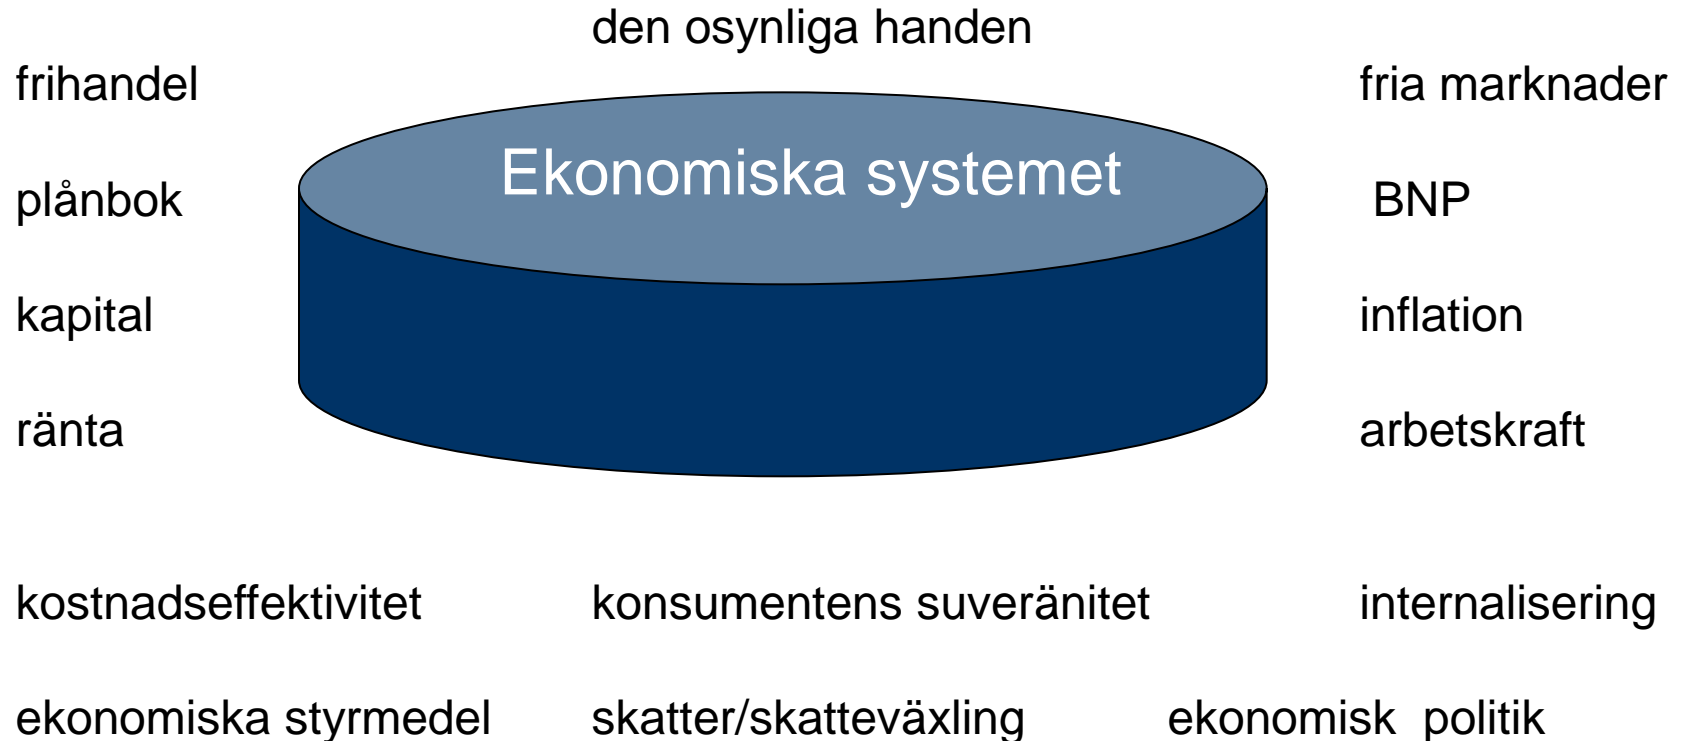 den osynliga handen
frihandel fria marknader
Ekonomiska systemet
plånbok BNP
kapital inflation
ränta arbetskraft
kostnadseffektivitet konsumentens suveränitet internalisering
ekonomiska styrmedel skatter/skatteväxling ekonomisk politik